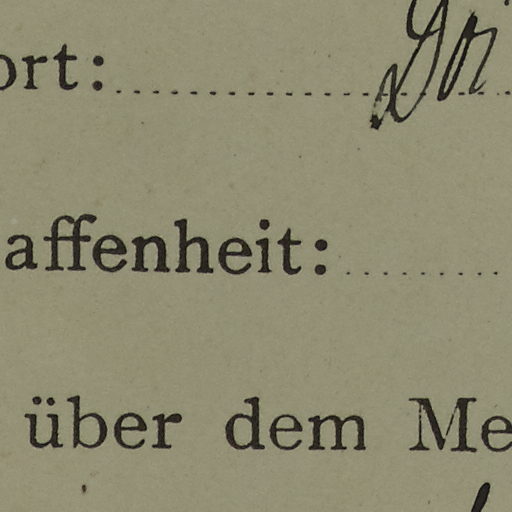 ort:
affenheit:
über dem Me